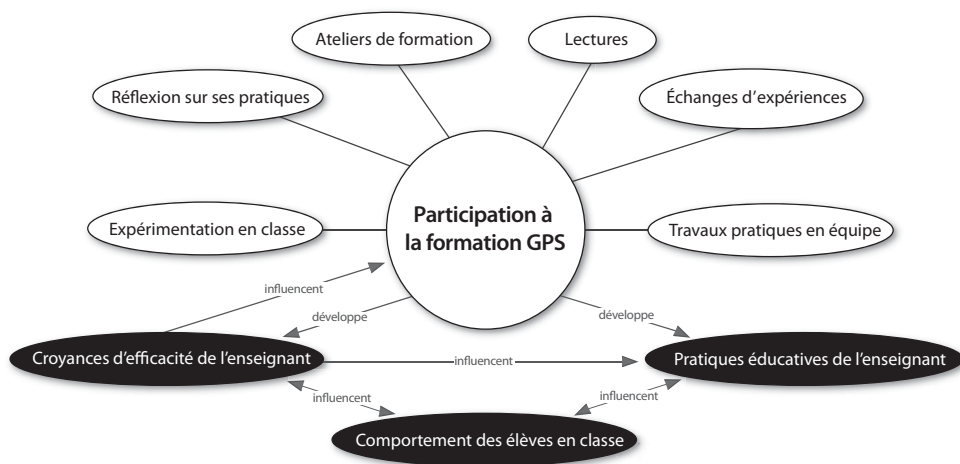 Ateliers de formation
Lectures
Réflexion sur ses pratiques
Échanges d’expériences
Participation à
la formation GPS
Expérimentation en classe
Travaux pratiques en équipe
influencent
développe
développe
Croyances d’efficacité de l’enseignant
influencent
Pratiques éducatives de l’enseignant
influencent
influencent
Comportement des élèves en classe